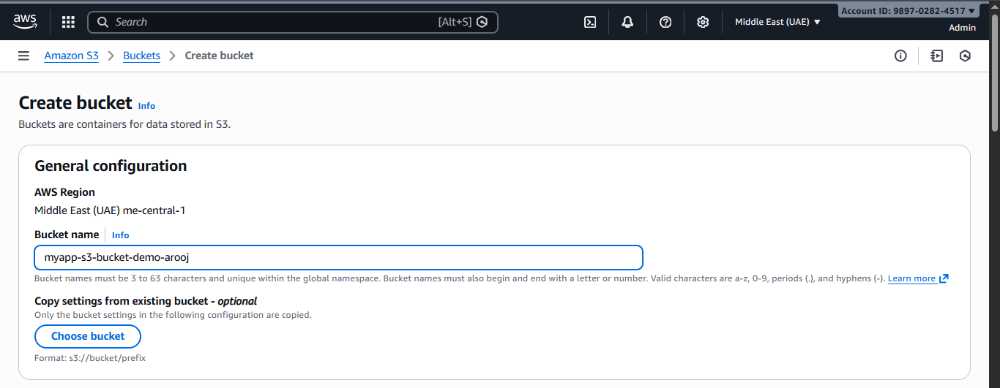 Account ID: 9897-0282-4517
aws
Search [Alt+S]
Middle East (UAE)
Admin
Amazon S3 Buckets Create bucket
Create bucket Info
Buckets are containers for data stored in S3.
General configuration
AWS Region
Middle East (UAE) me-central-1
Bucket name Info
myapp-s3-bucket-demo-arooj
Bucket names must be 3 to 63 characters and unique within the global namespace. Bucket names must also begin and end with a letter or number. Valid characters are a-z, 0-9, periods (.), and hyphens (-). Learn more
Copy settings from existing bucket - optional
Only the bucket settings in the following configuration are copied.
Choose bucket
Format: s3://bucket/prefix